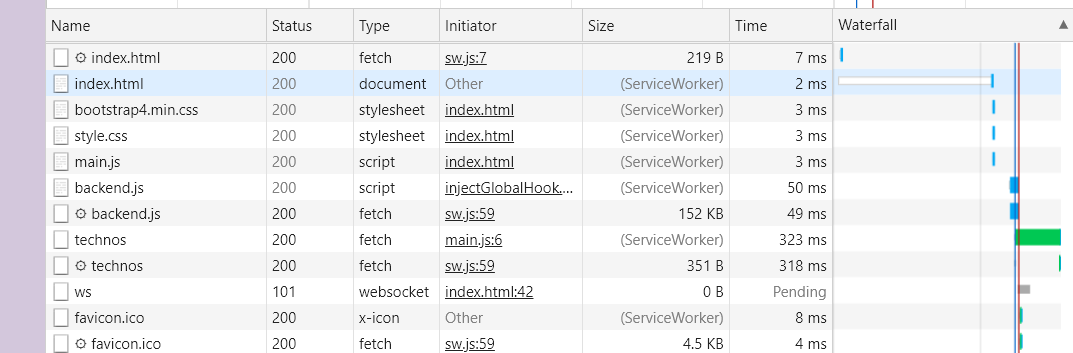 Name Status Type Initiator Size Time Waterfall
index.html 200 fetch sw.js:7 219 B 7 ms
index.html 200 document Other (ServiceWorker) 2 ms
bootstrap4.min.css 200 stylesheet index.html (ServiceWorker) 3 ms
style.css 200 stylesheet index.html (ServiceWorker) 3 ms
main.js 200 script index.html (ServiceWorker) 3 ms
backend.js 200 script injectGlobalHook.... (ServiceWorker) 50 ms
backend.js 200 fetch sw.js:59 152 KB 49 ms
technos 200 fetch main.js:6 (ServiceWorker) 323 ms
technos 200 fetch sw.js:59 351 B 318 ms
ws 101 websocket index.html:42 0 B Pending
favicon.ico 200 x-icon Other (ServiceWorker) 8 ms
favicon.ico 200 fetch sw.js:59 4.5 KB 4 ms